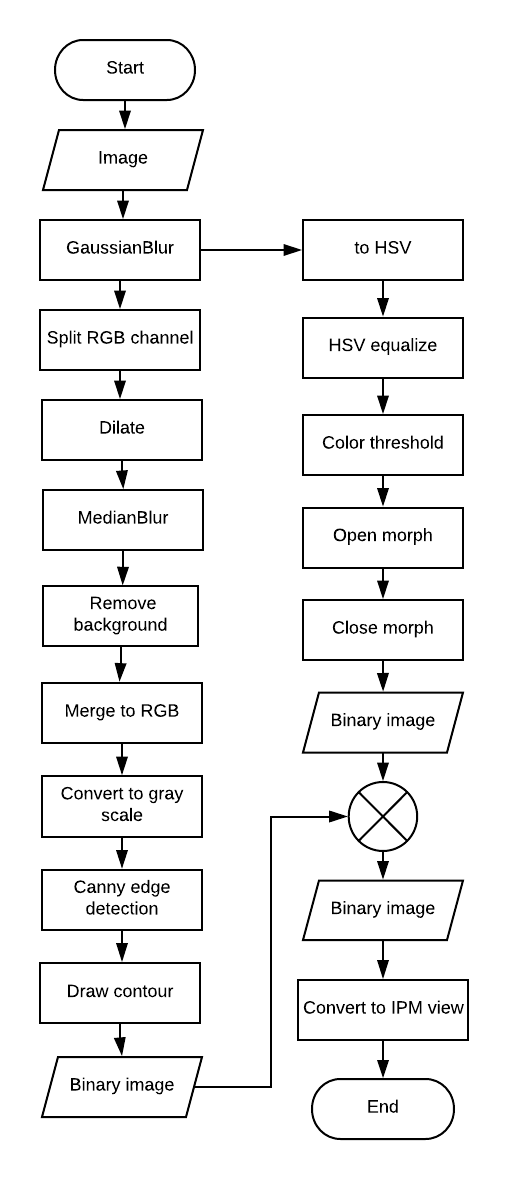 Start
Image
GaussianBlur
Split RGB channel
Dilate
MedianBlur
Remove
background
Merge to RGB
Convert to gray
scale
Canny edge
detection
Draw contour
Binary image
to HSV
HSV equalize
Color threshold
Open morph
Close morph
Binary image
Binary image
Convert to IPM view
End